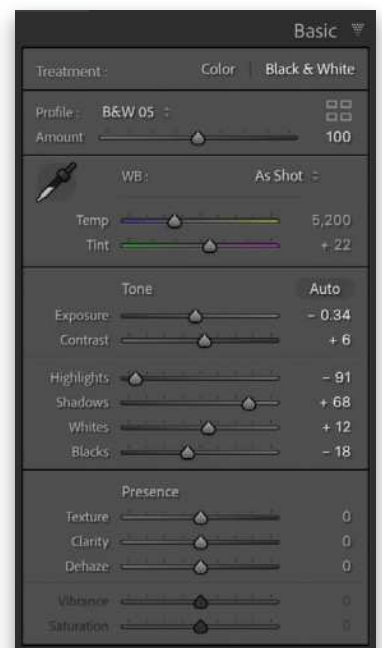 Basic
Treatment : Color | Black & White
Profile : B&W 05
Amount 100
WB : As Shot
Temp 5,200
Tint + 22
Tone Auto
Exposure – 0.34
Contrast + 6
Highlights – 91
Shadows + 68
Whites + 12
Blacks – 18
Presence
Texture 0
Clarity 0
Dehaze 0
Vibrance 0
Saturation 0